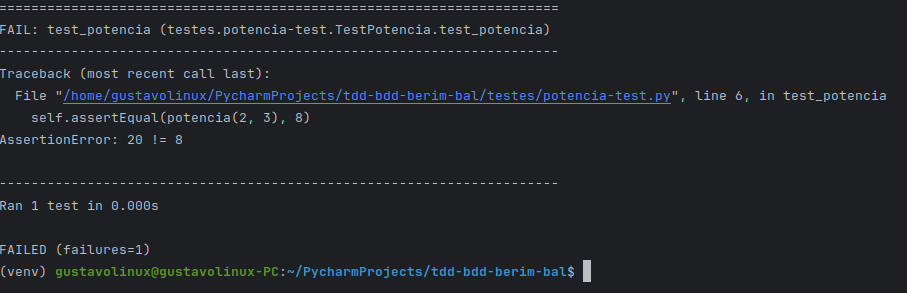 ======================================================================
FAIL: test_potencia (testes.potencia-test.TestPotencia.test_potencia)
----------------------------------------------------------------------
Traceback (most recent call last):
  File "/home/gustavolinux/PycharmProjects/tdd-bdd-berim-bal/testes/potencia-test.py", line 6, in test_potencia
    self.assertEqual(potencia(2, 3), 8)
AssertionError: 20 != 8
----------------------------------------------------------------------
Ran 1 test in 0.000s
FAILED (failures=1)
(venv) gustavolinux@gustavolinux-PC:~/PycharmProjects/tdd-bdd-berim-bal$